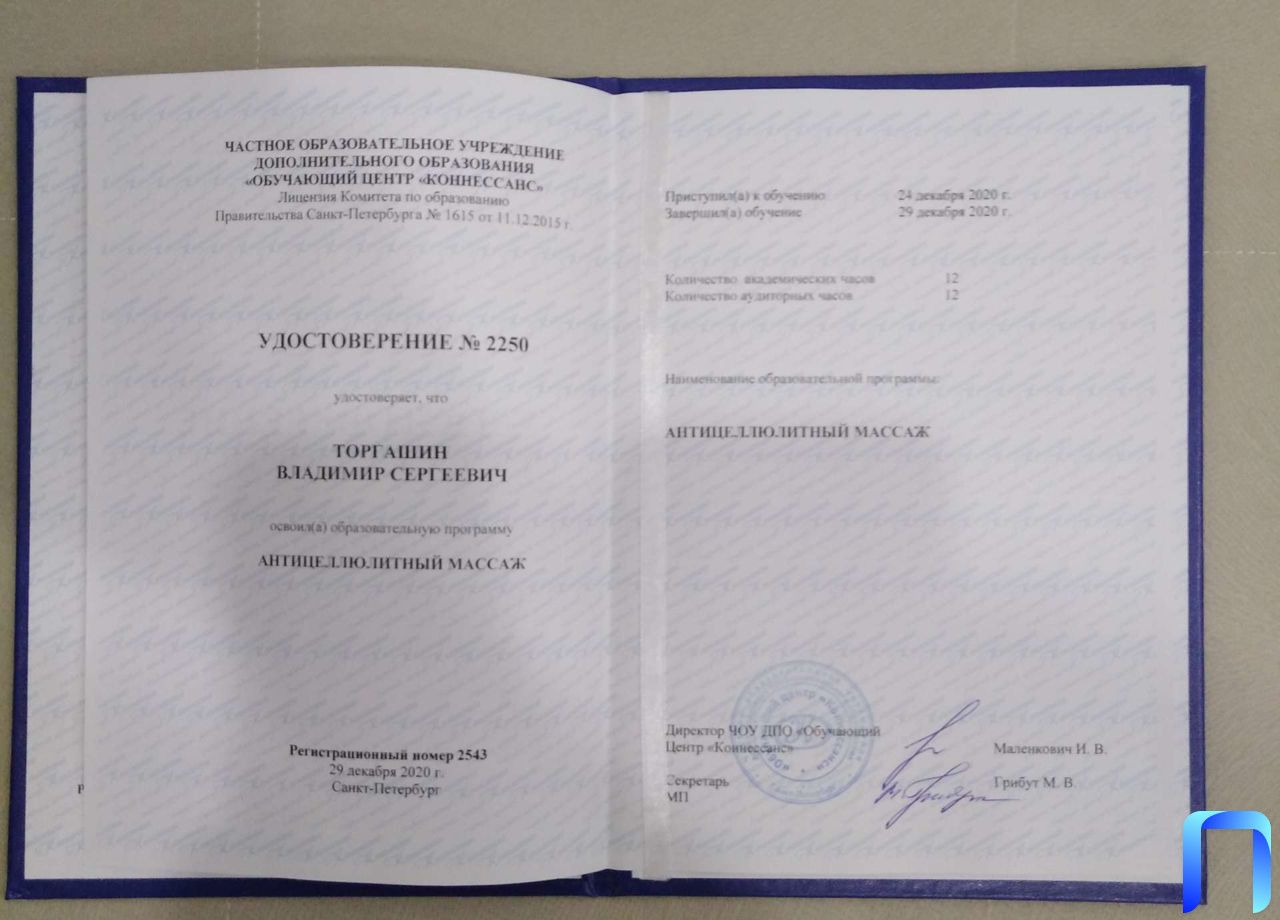 ЧАСТНОЕ ОБРАЗОВАТЕЛЬНОЕ УЧРЕЖДЕНИЕ
ДОПОЛНИТЕЛЬНОГО ОБРАЗОВАНИЯ
«ОБУЧАЮЩИЙ ЦЕНТР «КОННЕССАНС»
Лицензия Комитета по образованию
Правительства Санкт-Петербурга № 1615 от 11.12.2015 г.
УДОСТОВЕРЕНИЕ № 2250
удостоверяет, что
ТОРГАШИН
ВЛАДИМИР СЕРГЕЕВИЧ
освоил(а) образовательную программу
АНТИЦЕЛЛЮЛИТНЫЙ МАССАЖ
Регистрационный номер 2543
29 декабря 2020 г.
Санкт-Петербург
Приступил(а) к обучению 24 декабря 2020 г.
Завершил(а) обучение 29 декабря 2020 г.
Количество академических часов 12
Количество аудиторных часов 12
Наименование образовательной программы:
АНТИЦЕЛЛЮЛИТНЫЙ МАССАЖ
Директор ЧОУ ДПО «Обучающий
Центр «Коннессанс» Маленкович И. В.
Секретарь Грибут М. В.
МП